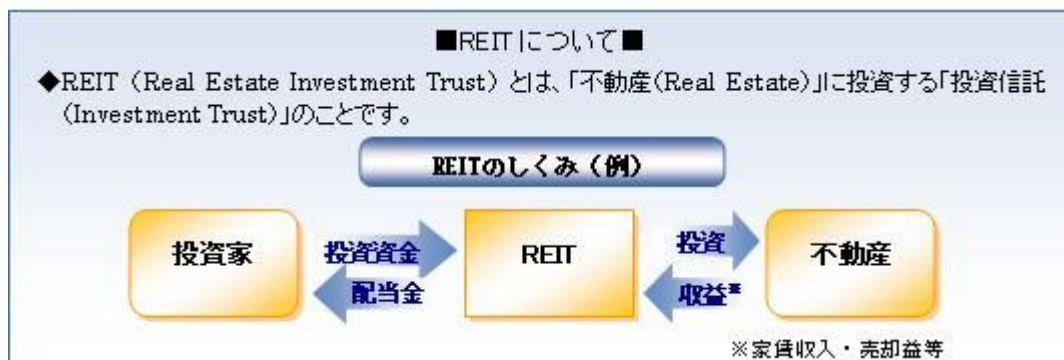 ■REITについて■
◆REIT (Real Estate Investment Trust) とは、「不動産(Real Estate)」に投資する「投資信託
(Investment Trust)」のことです。
REITのしくみ（例）
投資家
投資資金
配当金
REIT
投資
収益※
不動産
※家賃収入・売却益等